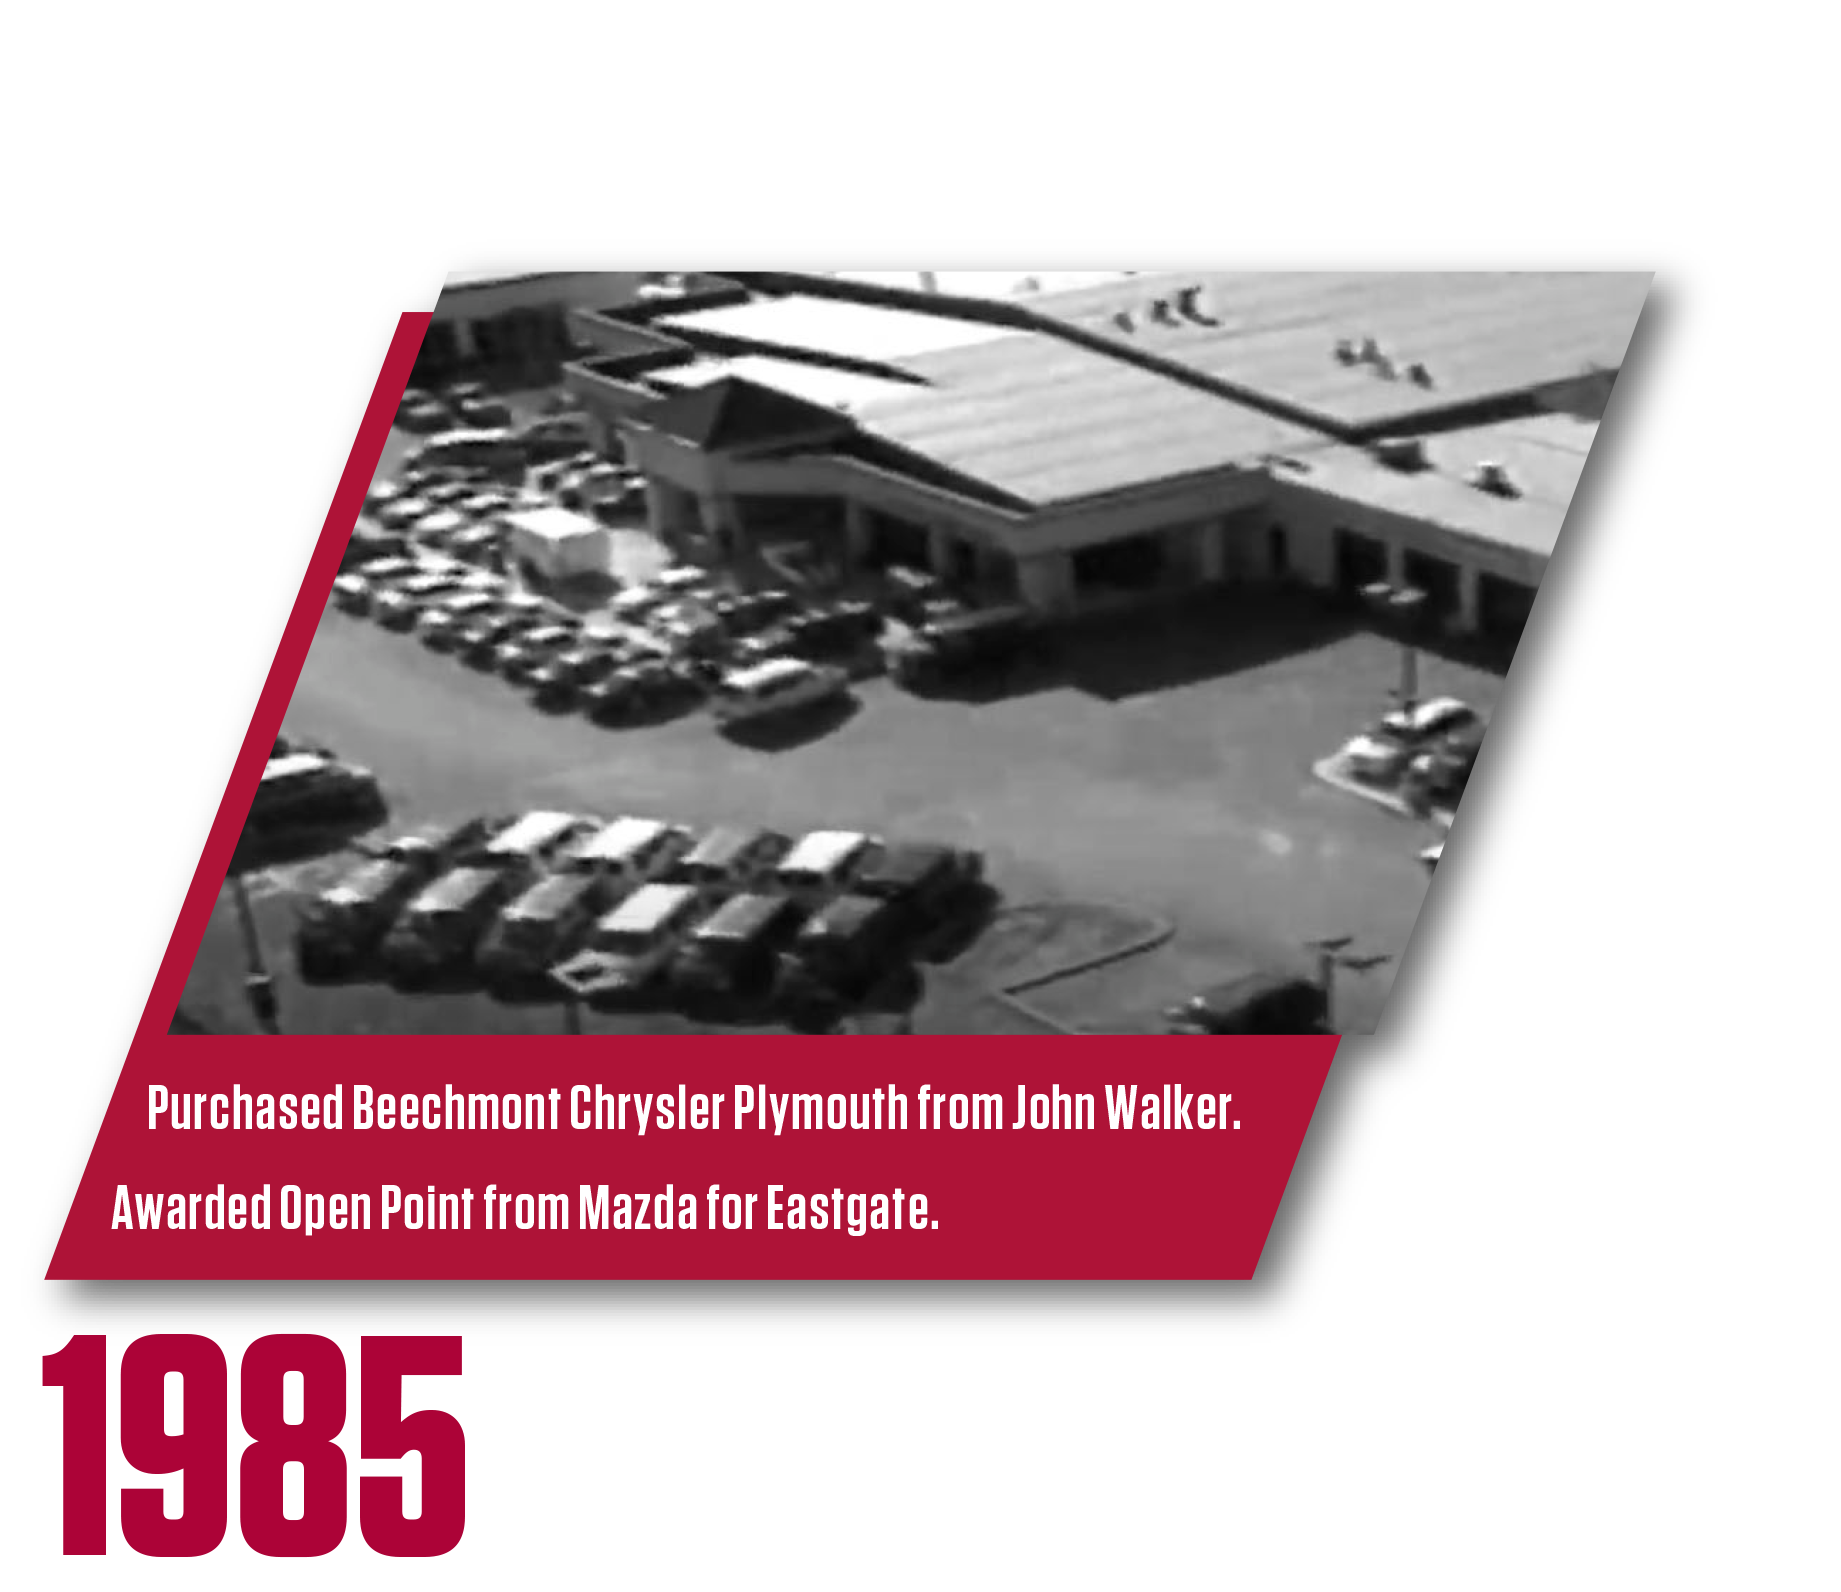 Purchased Beechmont Chrysler Plymouth from John Walker.
Awarded Open Point from Mazda for Eastgate.
1985